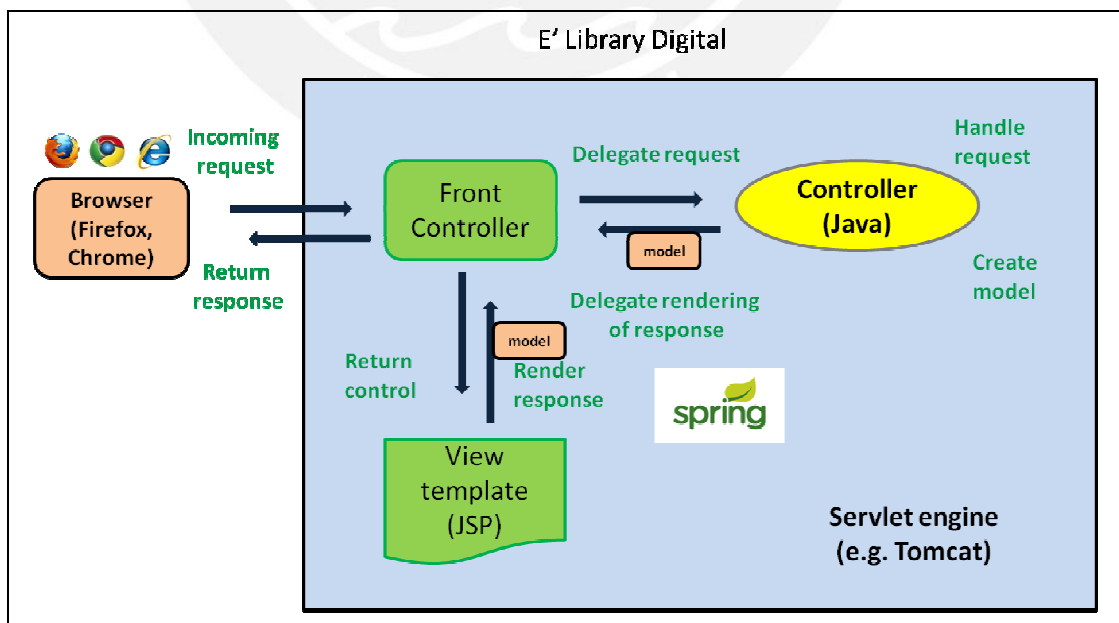 E' Library Digital
Incoming
request
Browser
(Firefox,
Chrome)
Return
response
Front
Controller
Delegate request
model
Delegate rendering
of response
Controller
(Java)
Handle
request
Create
model
Return
control
model
Render
response
View
template
(JSP)
spring
Servlet engine
(e.g. Tomcat)